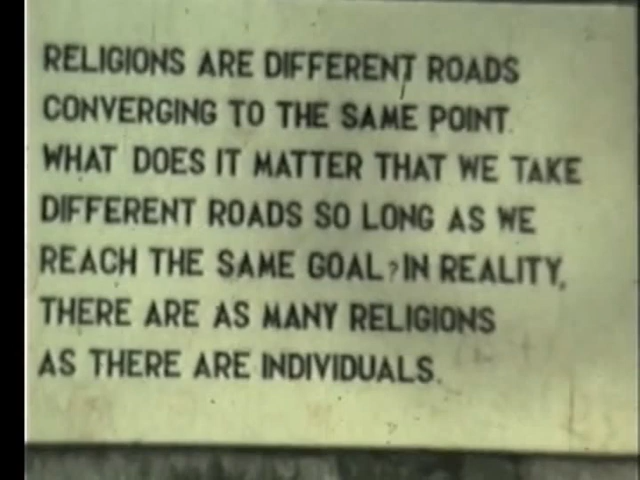 RELIGIONS ARE DIFFERENT ROADS
CONVERGING TO THE SAME POINT.
WHAT DOES IT MATTER THAT WE TAKE
DIFFERENT ROADS SO LONG AS WE
REACH THE SAME GOAL? IN REALITY,
THERE ARE AS MANY RELIGIONS
AS THERE ARE INDIVIDUALS.